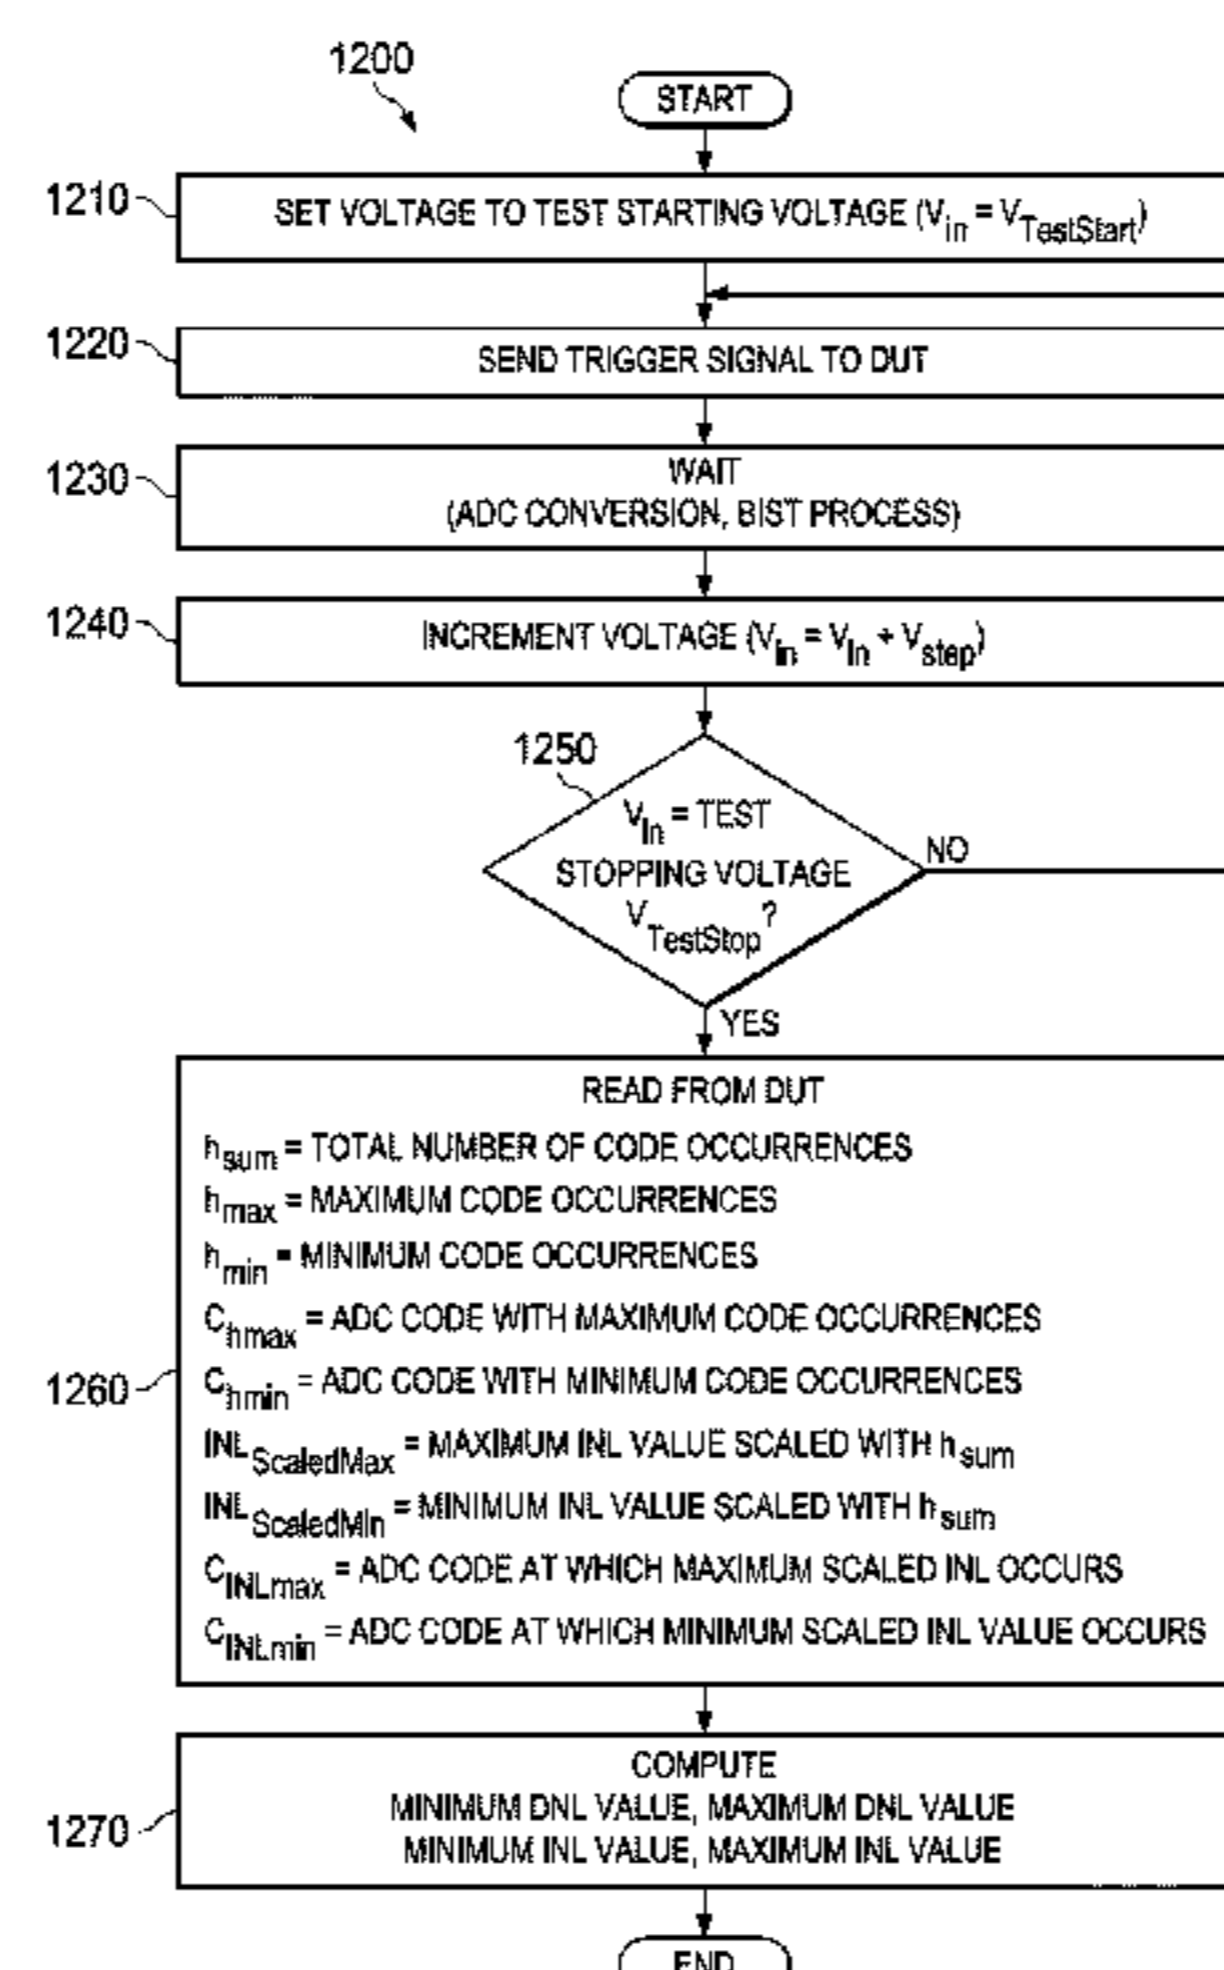 1200
START
1210
SET VOLTAGE TO TEST STARTING VOLTAGE (Vin = VTestStart)
1220
SEND TRIGGER SIGNAL TO DUT
1230
WAIT
(ADC CONVERSION, BIST PROCESS)
1240
INCREMENT VOLTAGE (Vin = Vin + Vstep)
1250
Vin = TEST
STOPPING VOLTAGE
VTestStop?
NO
YES
1260
READ FROM DUT
hsum = TOTAL NUMBER OF CODE OCCURRENCES
hmax = MAXIMUM CODE OCCURRENCES
hmin = MINIMUM CODE OCCURRENCES
Chmax = ADC CODE WITH MAXIMUM CODE OCCURRENCES
Chmin = ADC CODE WITH MINIMUM CODE OCCURRENCES
INLScaledMax = MAXIMUM INL VALUE SCALED WITH hsum
INLScaledMin = MINIMUM INL VALUE SCALED WITH hsum
CINLmax = ADC CODE AT WHICH MAXIMUM SCALED INL OCCURS
CINLmin = ADC CODE AT WHICH MINIMUM SCALED INL VALUE OCCURS
1270
COMPUTE
MINIMUM DNL VALUE, MAXIMUM DNL VALUE
MINIMUM INL VALUE, MAXIMUM INL VALUE
END